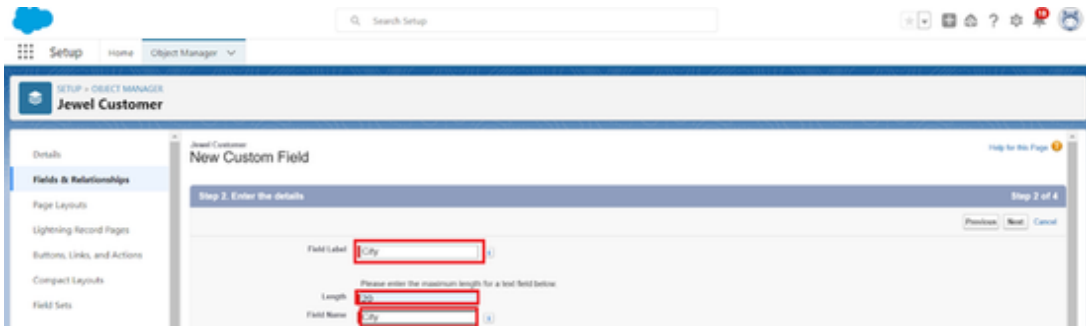 Search Setup
19
Setup Home Object Manager
SETUP > OBJECT MANAGER
Jewel Customer
Details
Fields & Relationships
Page Layouts
Lightning Record Pages
Buttons, Links, and Actions
Compact Layouts
Field Sets
Jewel Customer
New Custom Field
Help for this Page
Step 2. Enter the details Step 2 of 4
Previous Next Cancel
Field Label City
Please enter the maximum length for a text field below.
Length 20
Field Name City